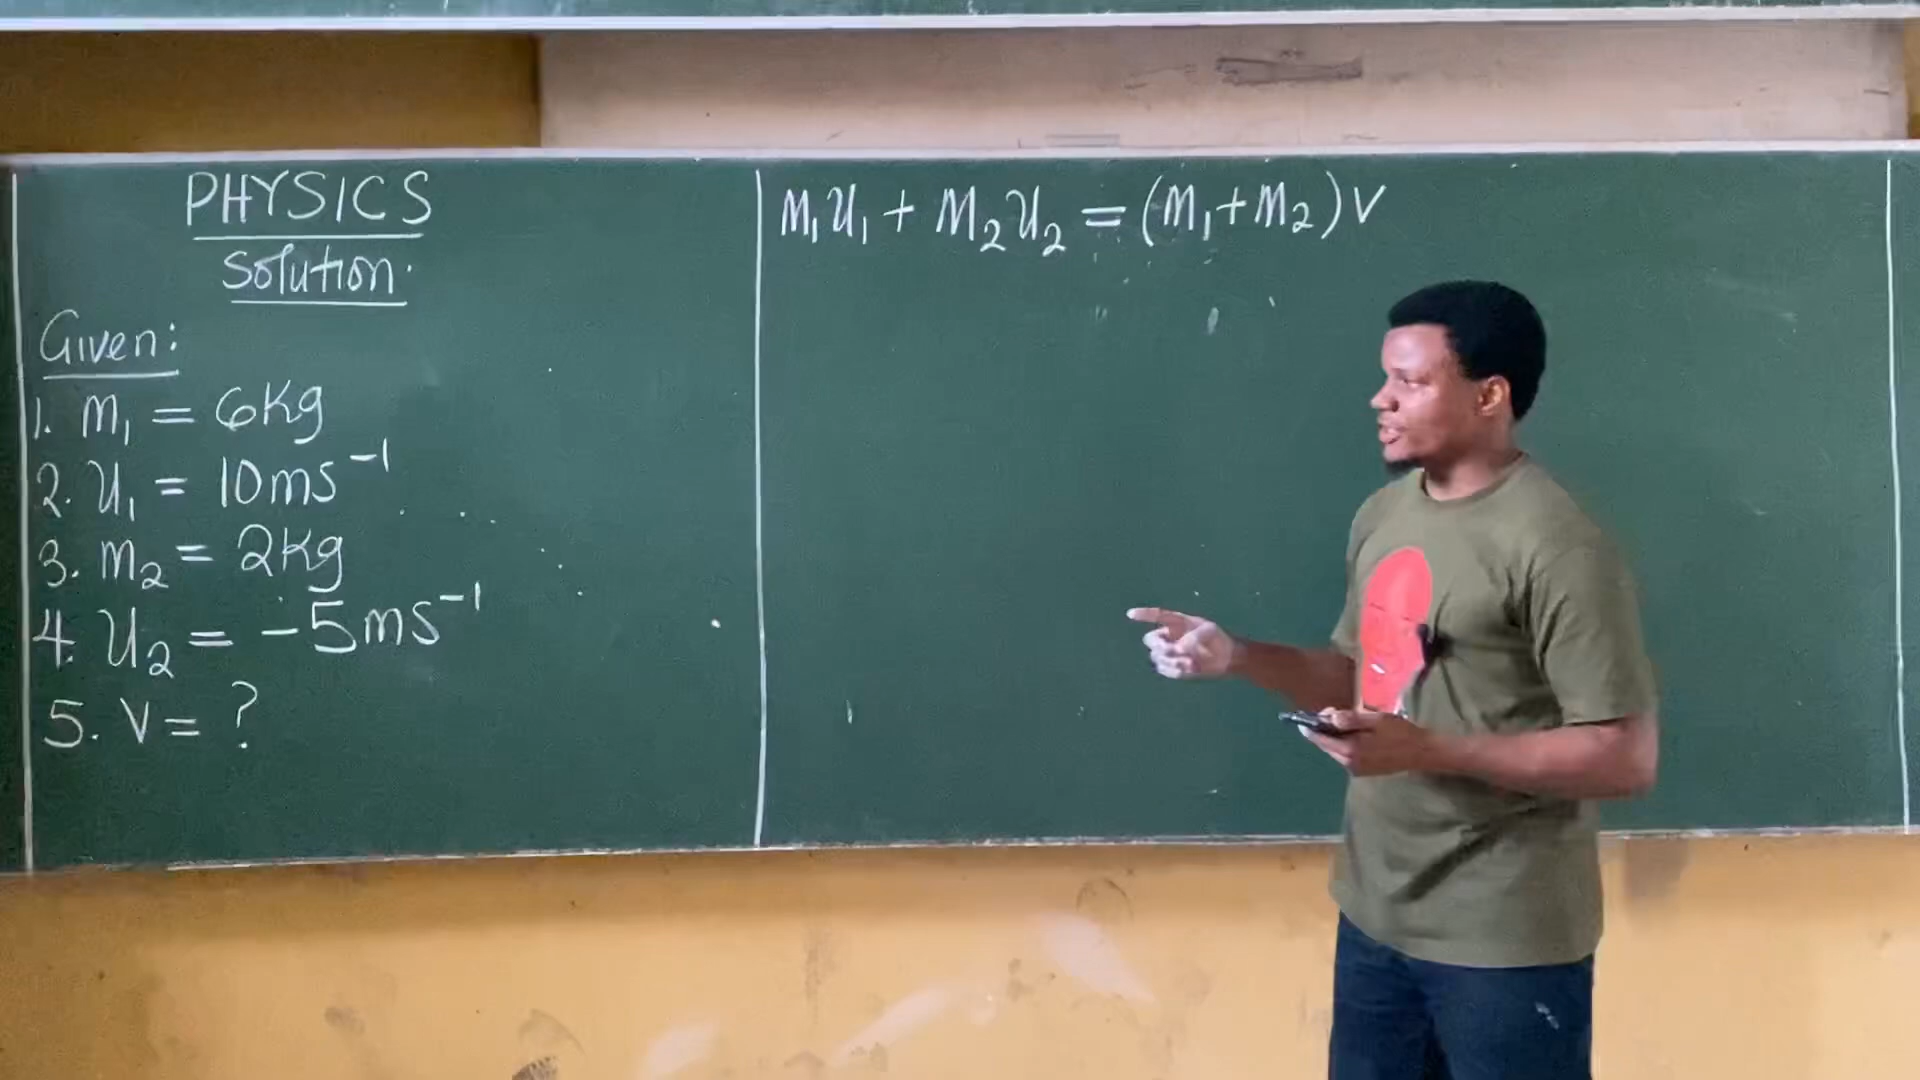 PHYSICS
Solution.
Given:
1. m₁ = 6Kg
2. U₁ = 10ms⁻¹
3. m₂ = 2Kg
4. U₂ = -5ms⁻¹
5. V = ?
M₁U₁ + M₂U₂ = (M₁+M₂)V